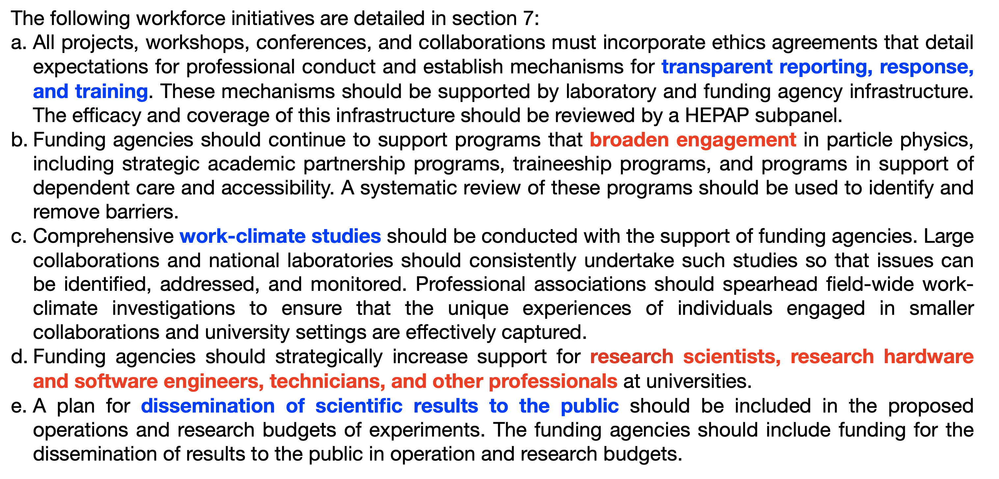 The following workforce initiatives are detailed in section 7:
a. All projects, workshops, conferences, and collaborations must incorporate ethics agreements that detail
expectations for professional conduct and establish mechanisms for transparent reporting, response,
and training. These mechanisms should be supported by laboratory and funding agency infrastructure.
The efficacy and coverage of this infrastructure should be reviewed by a HEPAP subpanel.
b. Funding agencies should continue to support programs that broaden engagement in particle physics,
including strategic academic partnership programs, traineeship programs, and programs in support of
dependent care and accessibility. A systematic review of these programs should be used to identify and
remove barriers.
c. Comprehensive work-climate studies should be conducted with the support of funding agencies. Large
collaborations and national laboratories should consistently undertake such studies so that issues can
be identified, addressed, and monitored. Professional associations should spearhead field-wide work-
climate investigations to ensure that the unique experiences of individuals engaged in smaller
collaborations and university settings are effectively captured.
d. Funding agencies should strategically increase support for research scientists, research hardware
and software engineers, technicians, and other professionals at universities.
e. A plan for dissemination of scientific results to the public should be included in the proposed
operations and research budgets of experiments. The funding agencies should include funding for the
dissemination of results to the public in operation and research budgets.